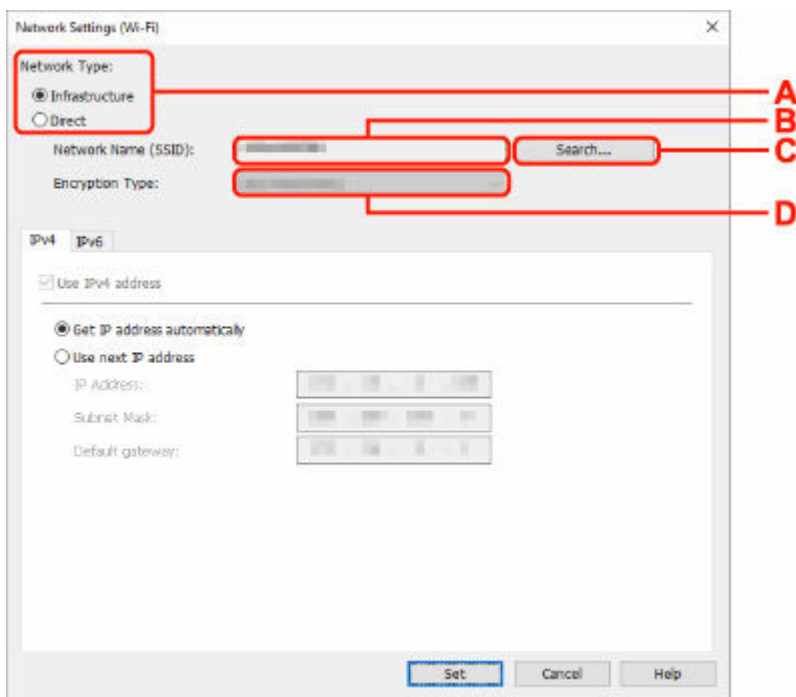 Network Settings (Wi-Fi)
Network Type:
Infrastructure
A
Direct
B
Network Name (SSID):
Search...
C
Encryption Type:
D
IPv4 IPv6
Use IPv4 address
Get IP address automatically
Use next IP address
IP Address:
Subnet Mask:
Default gateway:
Set Cancel Help